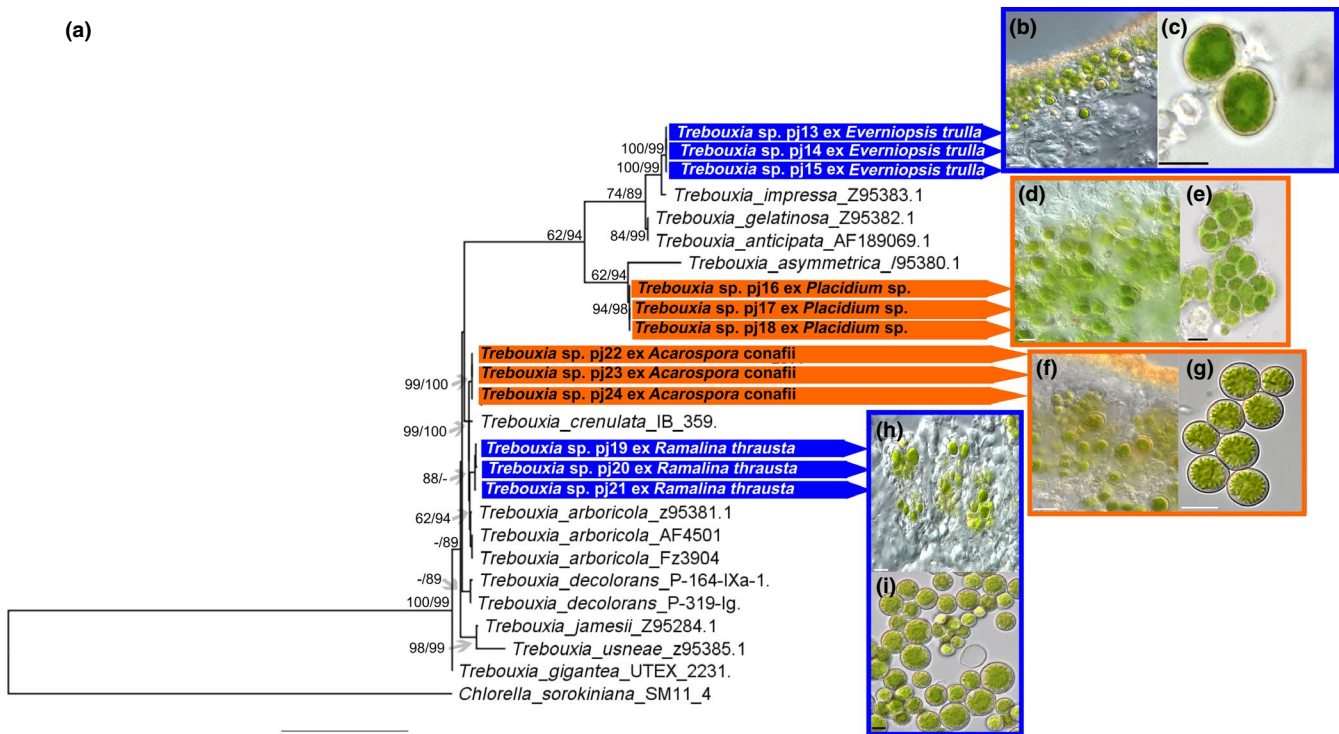 (a)
(b)
(c)
100/99
Trebouxia sp. pj13 ex Everniopsis trulla
Trebouxia sp. pj14 ex Everniopsis trulla
100/99
Trebouxia sp. pj15 ex Everniopsis trulla
74/89
Trebouxia_impressa_Z95383.1
(d)
(e)
Trebouxia_gelatinosa_Z95382.1
62/94
84/99
Trebouxia_anticipata_AF189069.1
Trebouxia_asymmetrica_/95380.1
62/94
Trebouxia sp. pj16 ex Placidium sp.
94/98
Trebouxia sp. pj17 ex Placidium sp.
Trebouxia sp. pj18 ex Placidium sp.
Trebouxia sp. pj22 ex Acarospora conafii
(f)
(g)
99/100
Trebouxia sp. pj23 ex Acarospora conafii
Trebouxia sp. pj24 ex Acarospora conafii
99/100
Trebouxia_crenulata_IB_359.
(h)
Trebouxia sp. pj19 ex Ramalina thrausta
88/-
Trebouxia sp. pj20 ex Ramalina thrausta
Trebouxia sp. pj21 ex Ramalina thrausta
62/94
Trebouxia_arboricola_z95381.1
-/89
Trebouxia_arboricola_AF4501
Trebouxia_arboricola_Fz3904
-/89
Trebouxia_decolorans_P-164-IXa-1.
(i)
100/99
Trebouxia_decolorans_P-319-Ig.
Trebouxia_jamesii_Z95284.1
98/99
Trebouxia_usneae_z95385.1
Trebouxia_gigantea_UTEX_2231.
Chlorella_sorokiniana_SM11_4